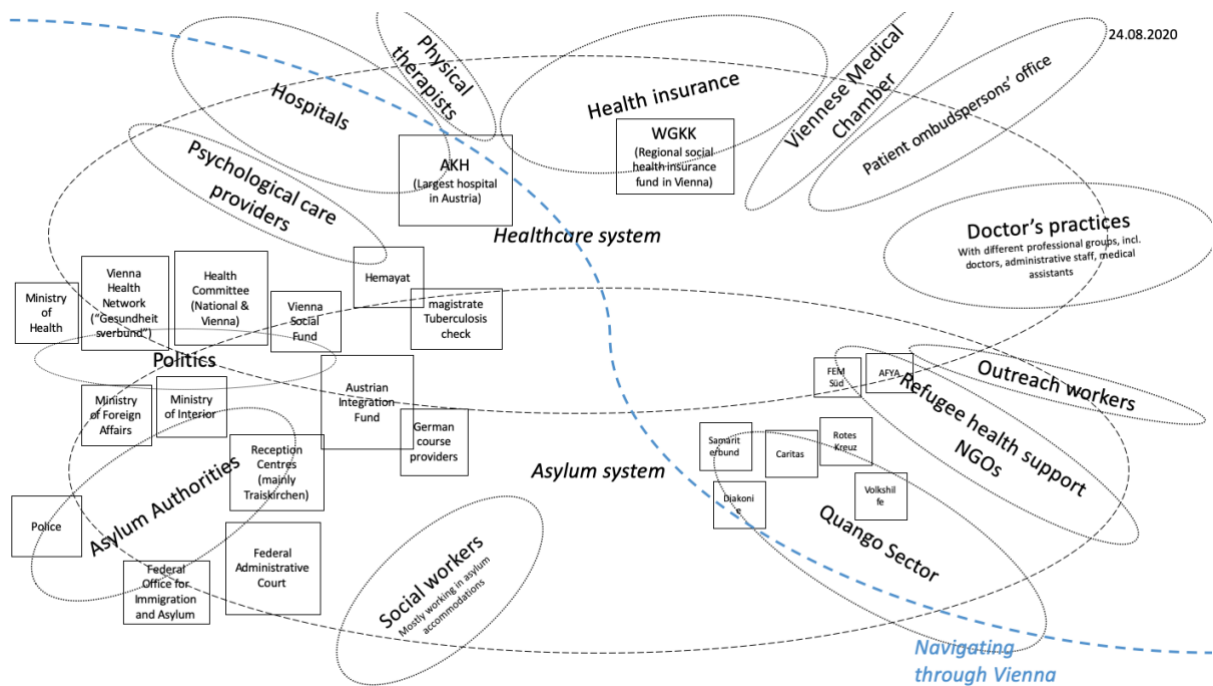 24.08.2020
Hospitals
Physical
therapists
Health insurance
Viennese Medical
Chamber
Patient ombudspersons' office
Psychological care
providers
AKH
(Largest hospital
in Austria)
WGKK
(Regional social
health insurance
fund in Vienna)
Doctor's practices
With different professional groups, incl.
doctors, administrative staff, medical
assistants
Healthcare system
Ministry
of
Health
Vienna
Health
Network
("Gesundheit
sverbund")
Health
Committee
(National &
Vienna)
Vienna
Social
Fund
Hemayat
magistrate
Tuberculosis
check
Politics
Ministry
of Foreign
Affairs
Ministry
of Interior
Austrian
Integration
Fund
German
course
providers
FEM
Süd
AFYA
Outreach workers
Refugee health support
NGOs
Asylum Authorities
Reception
Centres
(mainly
Traiskirchen)
Asylum system
Samarit
erbund
Caritas
Rotes
Kreuz
Diakoni
e
Volkshil
fe
Quango Sector
Police
Federal
Office for
Immigration
and Asylum
Federal
Administrative
Court
Social workers
Mostly working in asylum
accommodations
Navigating
through Vienna